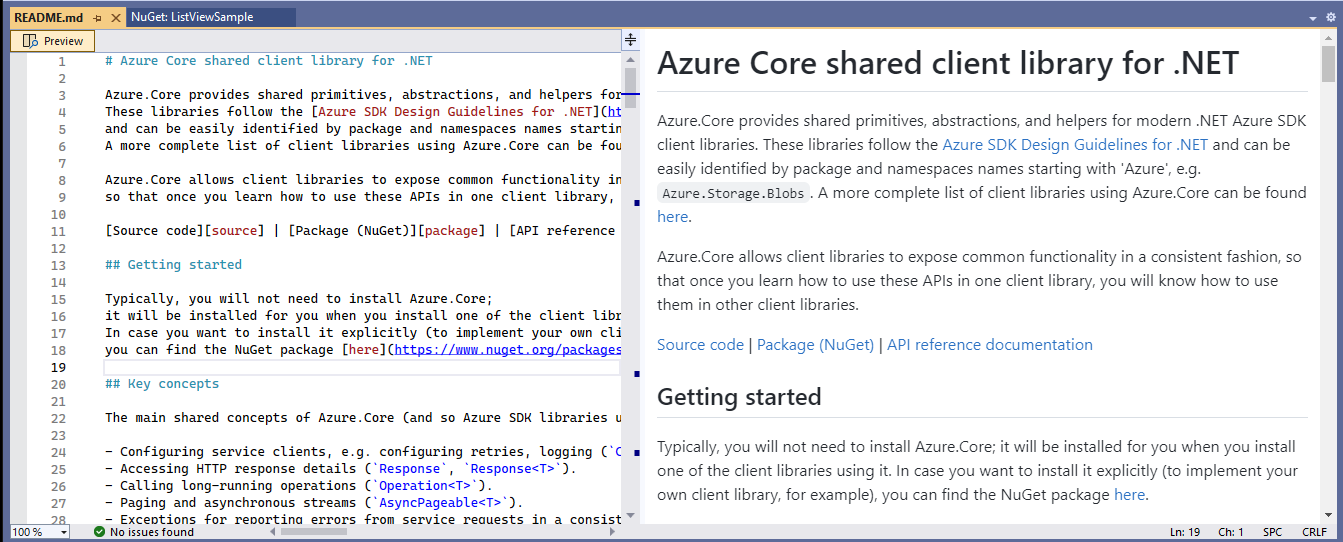 README.md
NuGet: ListViewSample
Preview
1 # Azure Core shared client library for .NET
2
3 Azure.Core provides shared primitives, abstractions, and helpers for
4 These libraries follow the [Azure SDK Design Guidelines for .NET](ht
5 and can be easily identified by package and namespaces names startin
6 A more complete list of client libraries using Azure.Core can be fou
7
8 Azure.Core allows client libraries to expose common functionality in
9 so that once you learn how to use these APIs in one client library,
10
11 [Source code][source] | [Package (NuGet)][package] | [API reference
12
13 ## Getting started
14
15 Typically, you will not need to install Azure.Core;
16 it will be installed for you when you install one of the client libr
17 In case you want to install it explicitly (to implement your own cli
18 you can find the NuGet package [here](https://www.nuget.org/packages
19
20 ## Key concepts
21
22 The main shared concepts of Azure.Core (and so Azure SDK libraries u
23
24 - Configuring service clients, e.g. configuring retries, logging (`C
25 - Accessing HTTP response details (`Response`, `Response<T>`).
26 - Calling long-running operations (`Operation<T>`).
27 - Paging and asynchronous streams (`AsyncPageable<T>`).
28 - Exceptions for reporting errors from service requests in a consist
Azure Core shared client library for .NET
Azure.Core provides shared primitives, abstractions, and helpers for modern .NET Azure SDK
client libraries. These libraries follow the Azure SDK Design Guidelines for .NET and can be
easily identified by package and namespaces names starting with 'Azure', e.g.
Azure.Storage.Blobs. A more complete list of client libraries using Azure.Core can be found
here.
Azure.Core allows client libraries to expose common functionality in a consistent fashion, so
that once you learn how to use these APIs in one client library, you will know how to use
them in other client libraries.
Source code | Package (NuGet) | API reference documentation
Getting started
Typically, you will not need to install Azure.Core; it will be installed for you when you install
one of the client libraries using it. In case you want to install it explicitly (to implement your
own client library, for example), you can find the NuGet package here.
100 %
No issues found
Ln: 19 Ch: 1 SPC CRLF